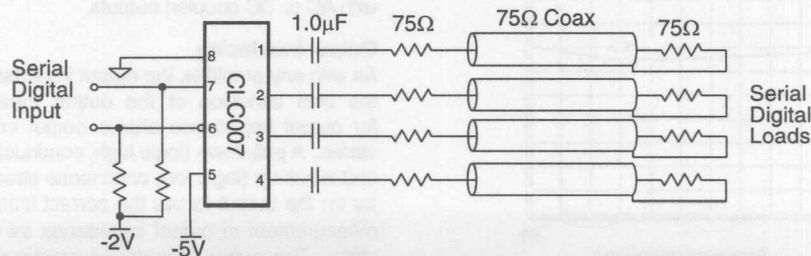 1.0µF 75Ω 75Ω Coax 75Ω
Serial
Digital
Input
8
7
6
5
CLC007
1
2
3
4
Serial
Digital
Loads
-2V
-5V